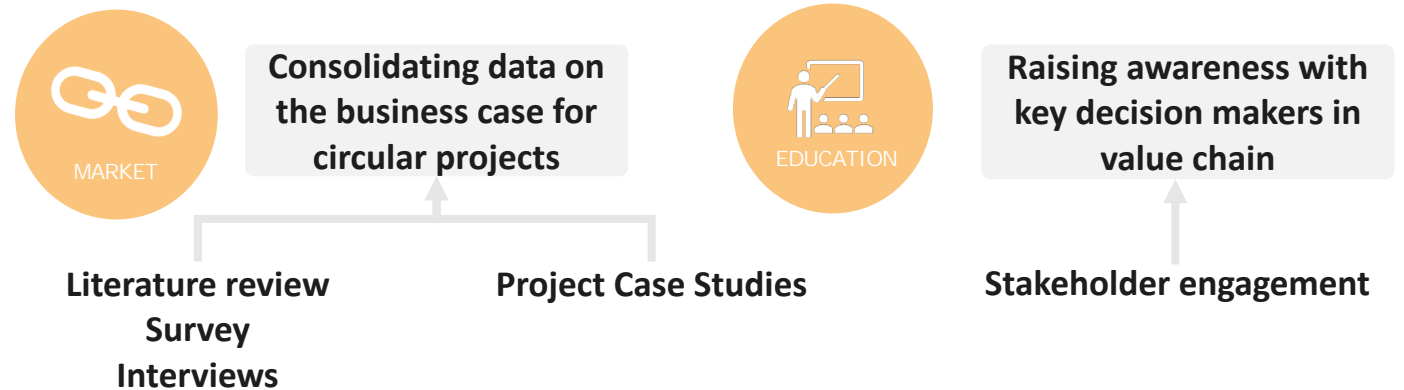 MARKET
Consolidating data on
the business case for
circular projects
EDUCATION
Raising awareness with
key decision makers in
value chain
Literature review
Survey
Interviews
Project Case Studies
Stakeholder engagement